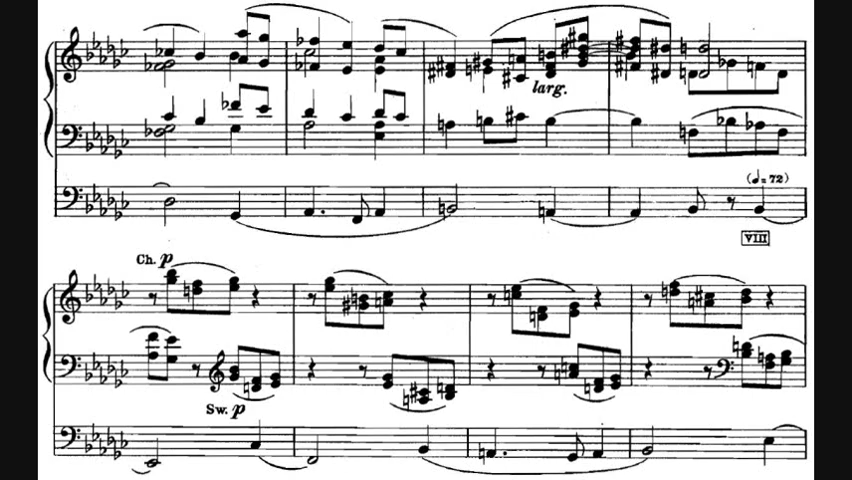 larg.
(𝅗𝅥=72)
VIII
Ch. p
Sw. p